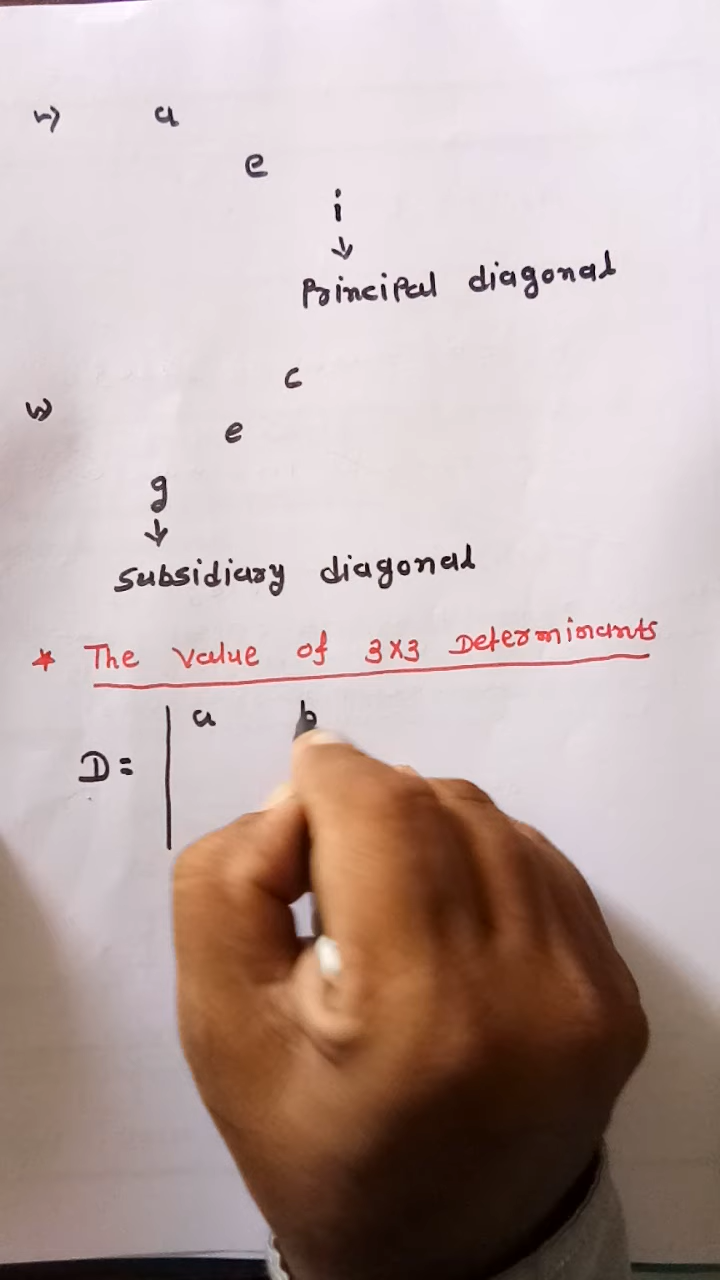 ↪ a
e
i
↓
Principal diagonal
c
e
g
↓
Subsidiary diagonal
* The value of 3x3 Determinants
D = | a b